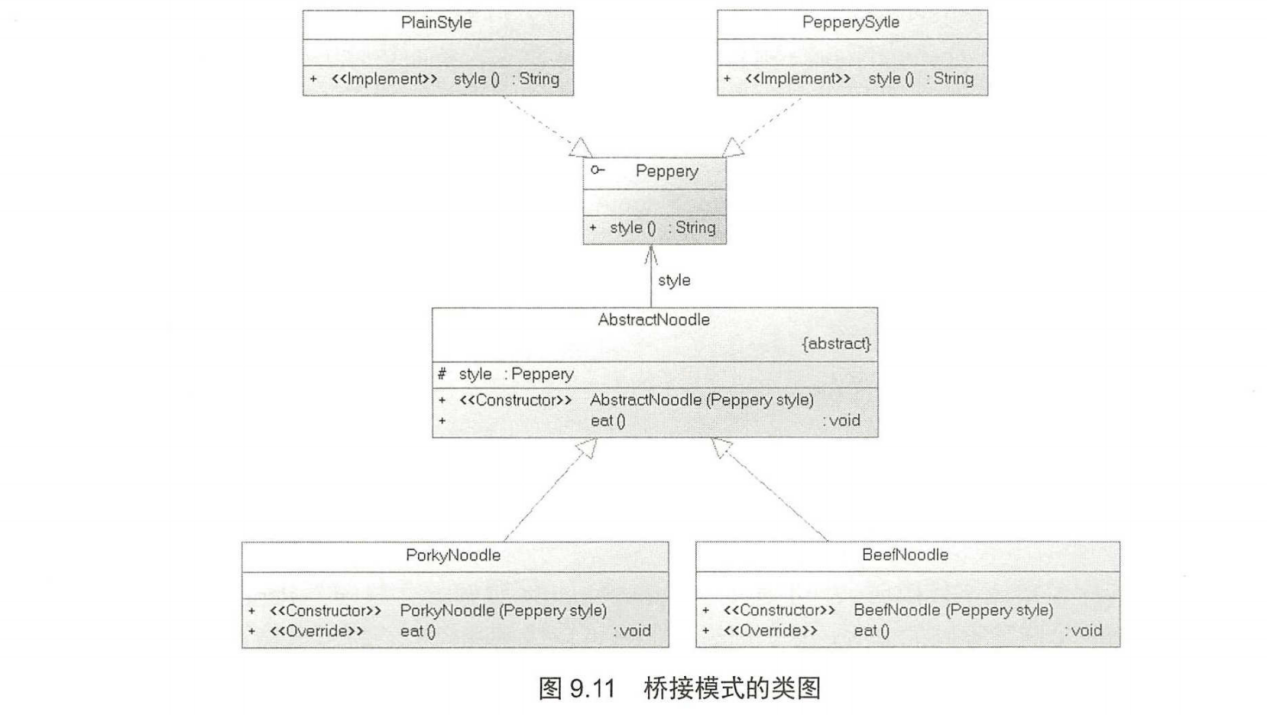 PlainStyle
+ <<Implement>> style () : String
PepperySytle
+ <<Implement>> style () : String
Peppery
+ style () : String
style
AbstractNoodle
{abstract}
# style : Peppery
+ <<Constructor>> AbstractNoodle (Peppery style)
+ eat () : void
PorkyNoodle
+ <<Constructor>> PorkyNoodle (Peppery style)
+ <<Override>> eat () : void
BeefNoodle
+ <<Constructor>> BeefNoodle (Peppery style)
+ <<Override>> eat () : void
图 9.11 桥接模式的类图